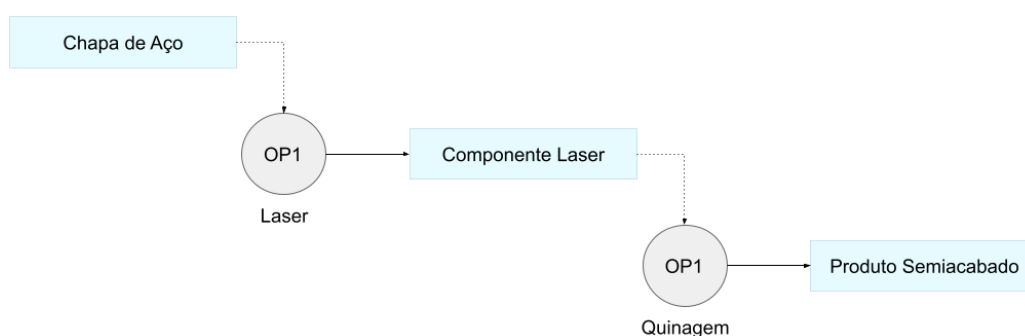 Chapa de Aço
OP1
Componente Laser
Laser
OP1
Produto Semiacabado
Quinagem